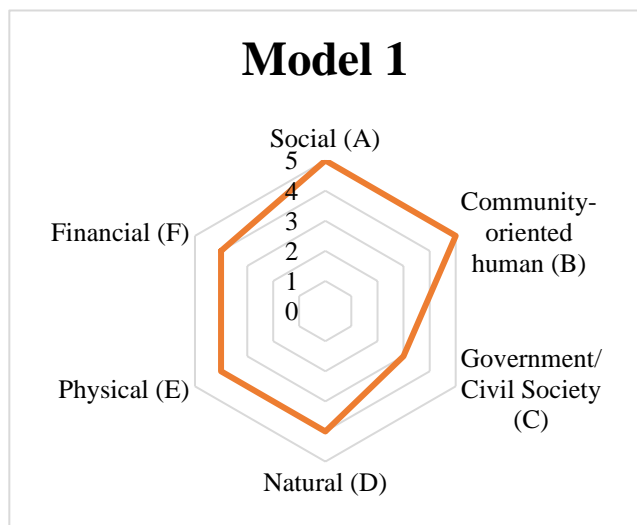 Model 1
Social (A)
5
4
3
2
1
0
Community-
oriented
human (B)
Government/
Civil Society
(C)
Natural (D)
Physical (E)
Financial (F)